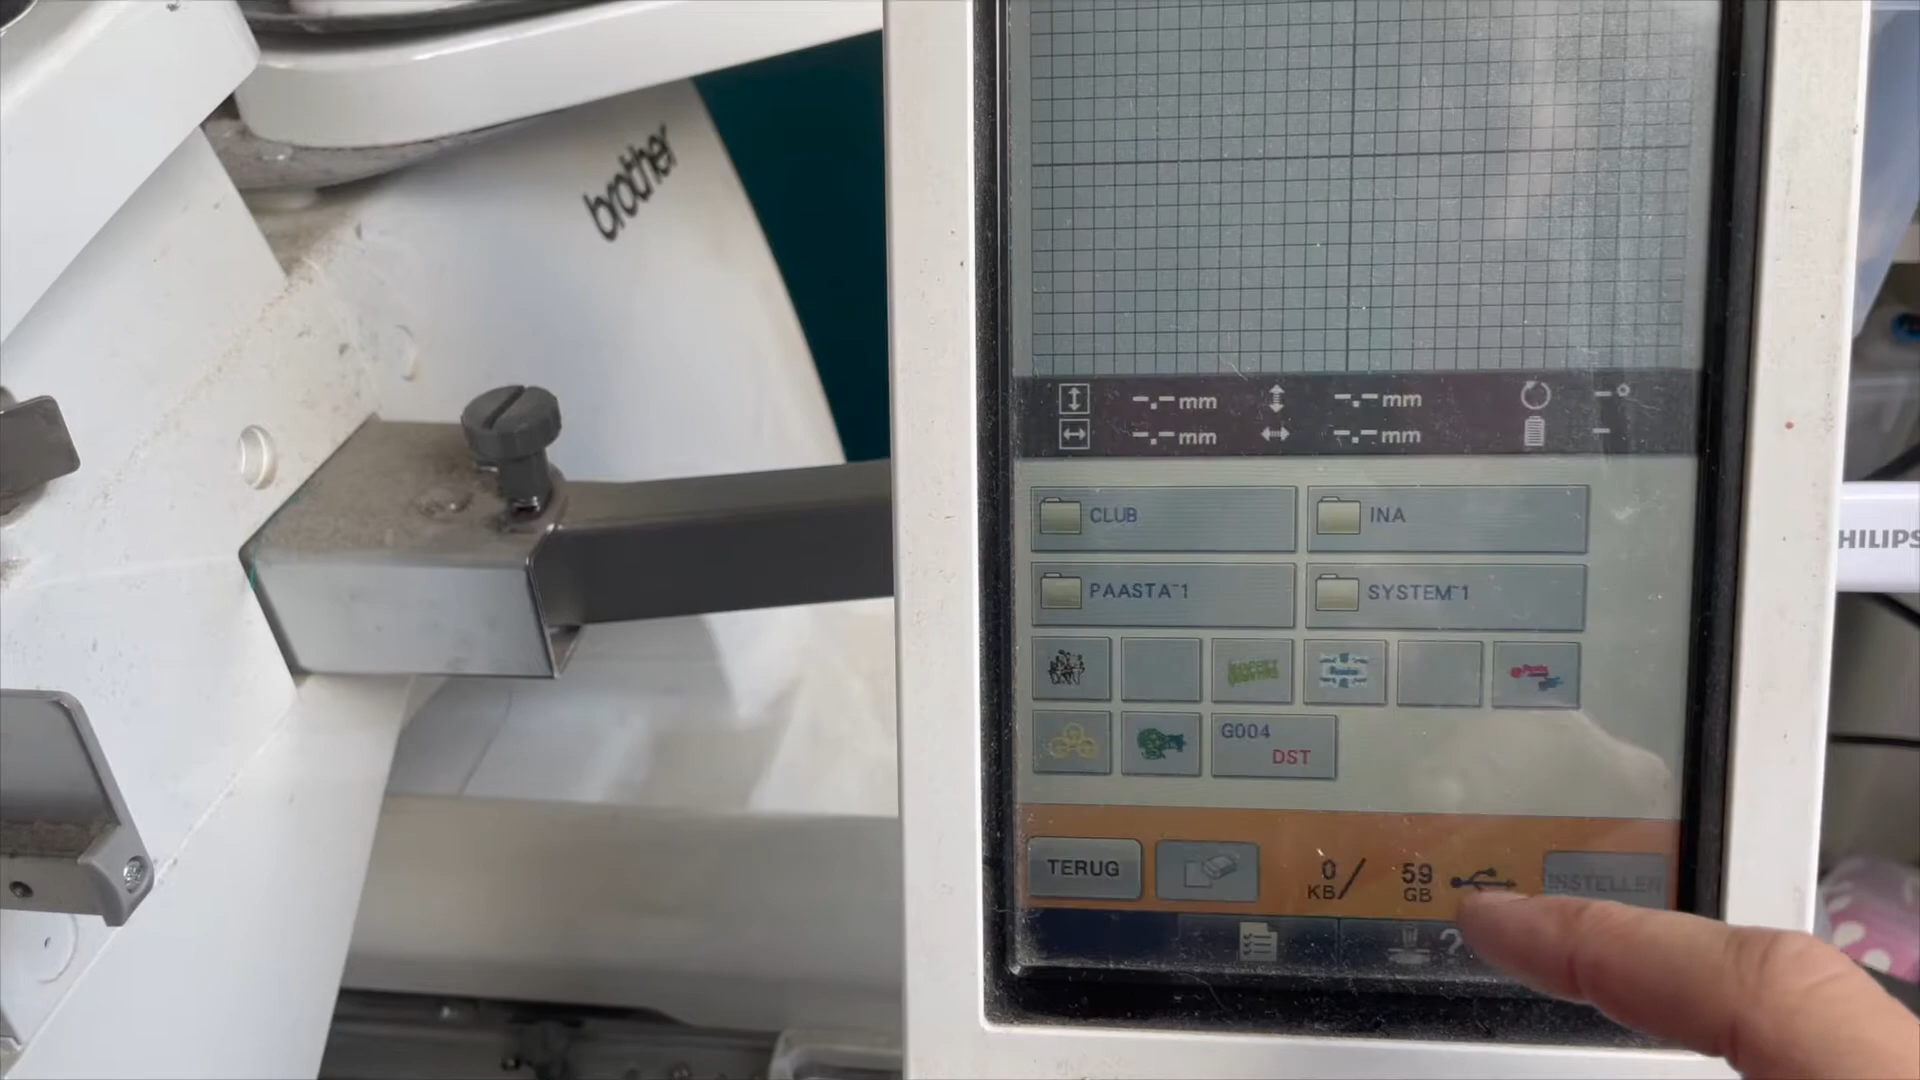 brother
-.- mm
-.- mm
-°
-.- mm
-.- mm
-
CLUB
INA
PAASTA~1
SYSTEM~1
G004
DST
TERUG
0 KB/
59 GB
INSTELLEN
?
HILIPS